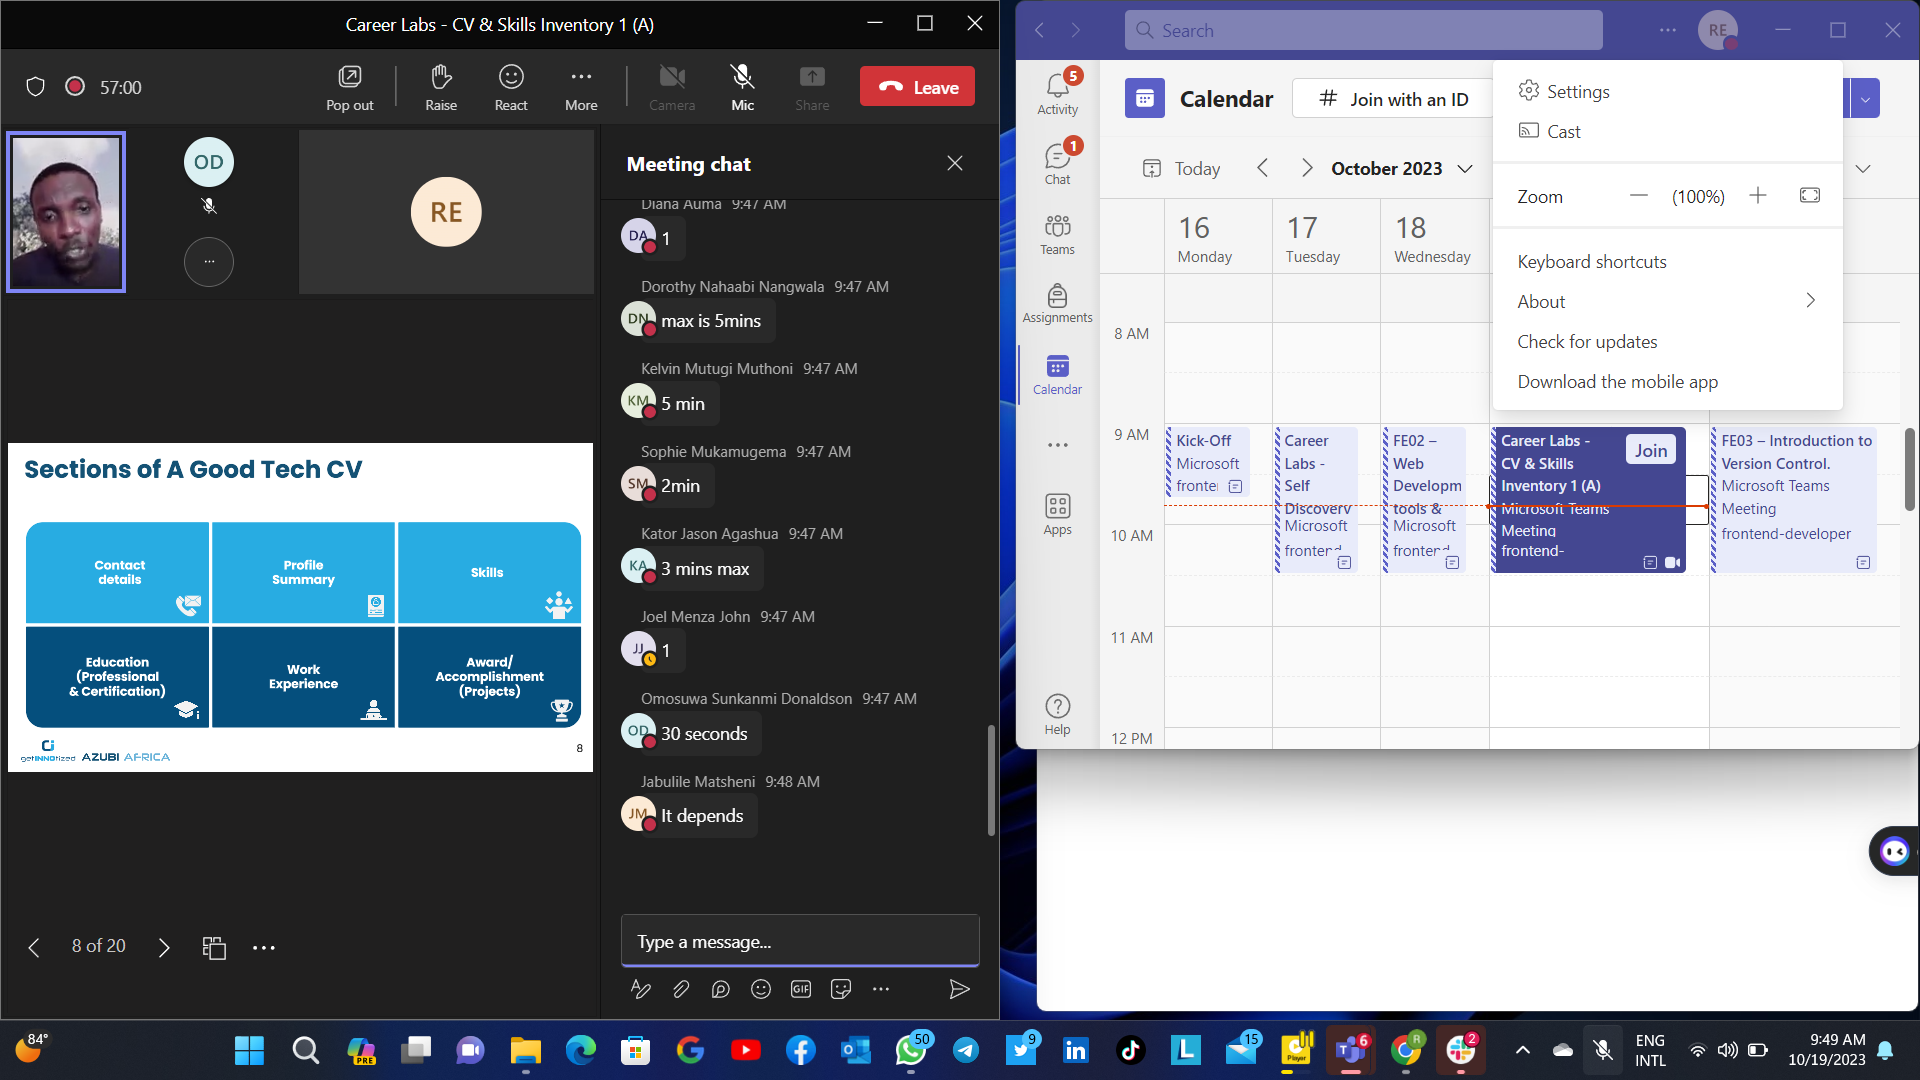 Career Labs - CV & Skills Inventory 1 (A)
57:00
Pop out
Raise
React
More
Camera
Mic
Share
Leave
OD
RE
Meeting chat
Diana Auma 9:47 AM
DA
1
Dorothy Nahaabi Nangwala 9:47 AM
DN
max is 5mins
Kelvin Mutugi Muthoni 9:47 AM
KM
5 min
Sophie Mukamugema 9:47 AM
SM
2min
Kator Jason Agashua 9:47 AM
KA
3 mins max
Joel Menza John 9:47 AM
JJ
1
Omosuwa Sunkanmi Donaldson 9:47 AM
OD
30 seconds
Jabulile Matsheni 9:48 AM
JM
It depends
Type a message...
GIF
Sections of A Good Tech CV
Contact
details
Profile
Summary
Skills
Education
(Professional
& Certification)
Work
Experience
Award/
Accomplishment
(Projects)
getINNOtized AZUBI AFRICA
8
8 of 20
Search
RE
Activity
5
Chat
1
Teams
Assignments
Calendar
Apps
Help
Calendar
# Join with an ID
Today
October 2023
Settings
Cast
Zoom
(100%)
Keyboard shortcuts
About
Check for updates
Download the mobile app
16
Monday
17
Tuesday
18
Wednesday
8 AM
9 AM
10 AM
11 AM
12 PM
Kick-Off
Microsoft
fronte
Career
Labs -
Self
Discovery
Microsoft
frontend
FE02 –
Web
Developm
tools &
Microsoft
frontend
Career Labs -
CV & Skills
Inventory 1 (A)
Microsoft Teams
Meeting
frontend-
Join
FE03 – Introduction to
Version Control.
Microsoft Teams
Meeting
frontend-developer
84°
PRE
50
9
15
Player
6
R
2
ENG
INTL
9:49 AM
10/19/2023